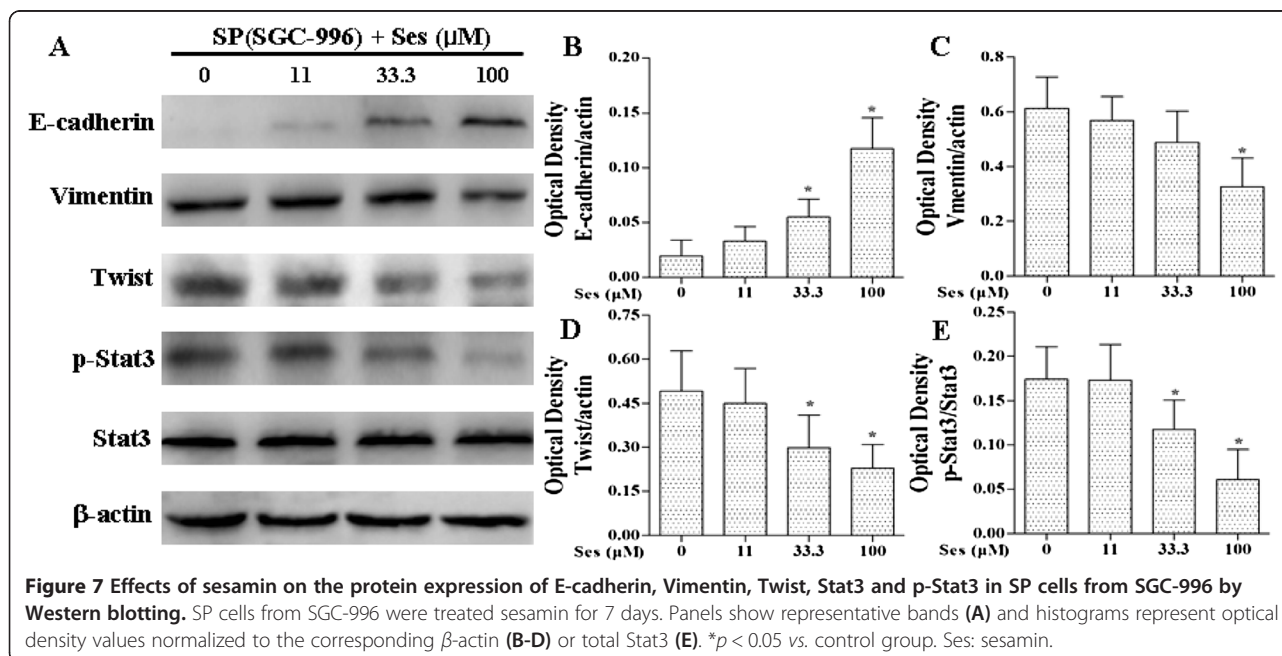 A
SP(SGC-996) + Ses (µM)
0 11 33.3 100
E-cadherin
Vimentin
Twist
p-Stat3
Stat3
β-actin
B
Optical Density
E-cadherin/actin
0.20
0.15
0.10
0.05
0.00
*
*
Ses (µM) 0 11 33.3 100
C
Optical Density
Vmentin/actin
0.8
0.6
0.4
0.2
0.0
*
Ses (µM) 0 11 33.3 100
D
Optical Density
Twist/actin
0.75
0.60
0.45
0.30
0.15
0.00
*
*
Ses (µM) 0 11 33.3 100
E
Optical Density
p-Stat3/Stat3
0.25
0.20
0.15
0.10
0.05
0.00
*
*
Ses (µM) 0 11 33.3 100
Figure 7 Effects of sesamin on the protein expression of E-cadherin, Vimentin, Twist, Stat3 and p-Stat3 in SP cells from SGC-996 by
Western blotting. SP cells from SGC-996 were treated sesamin for 7 days. Panels show representative bands (A) and histograms represent optical
density values normalized to the corresponding β-actin (B-D) or total Stat3 (E). *p < 0.05 vs. control group. Ses: sesamin.